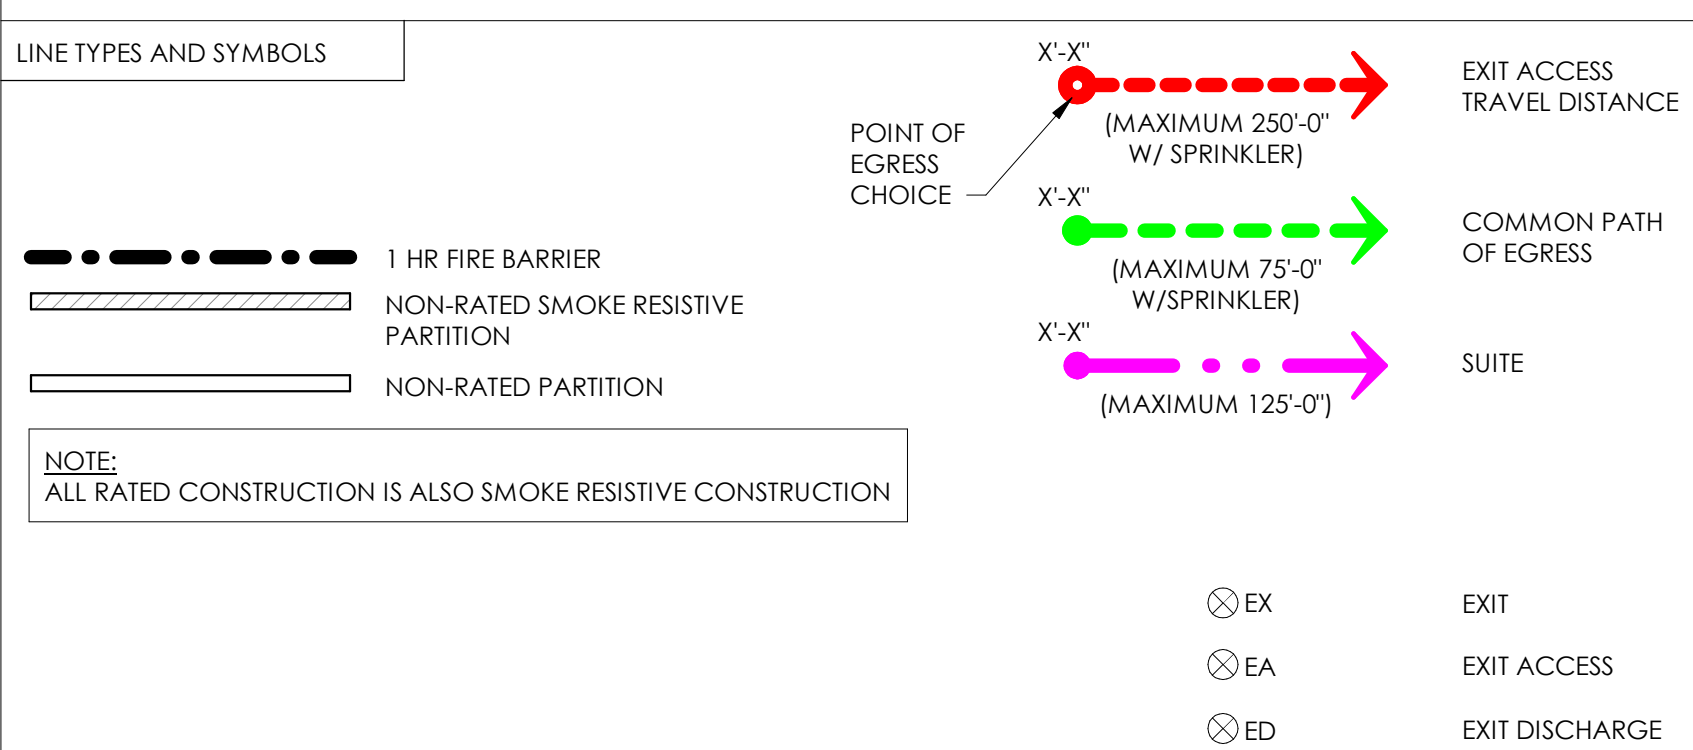 LINE TYPES AND SYMBOLS
1 HR FIRE BARRIER
NON-RATED SMOKE RESISTIVE
PARTITION
NON-RATED PARTITION
NOTE:
ALL RATED CONSTRUCTION IS ALSO SMOKE RESISTIVE CONSTRUCTION
X'-X"
POINT OF
EGRESS
CHOICE
(MAXIMUM 250'-0"
W/ SPRINKLER)
EXIT ACCESS
TRAVEL DISTANCE
X'-X"
(MAXIMUM 75'-0"
W/SPRINKLER)
COMMON PATH
OF EGRESS
X'-X"
(MAXIMUM 125'-0")
SUITE
EX
EXIT
EA
EXIT ACCESS
ED
EXIT DISCHARGE